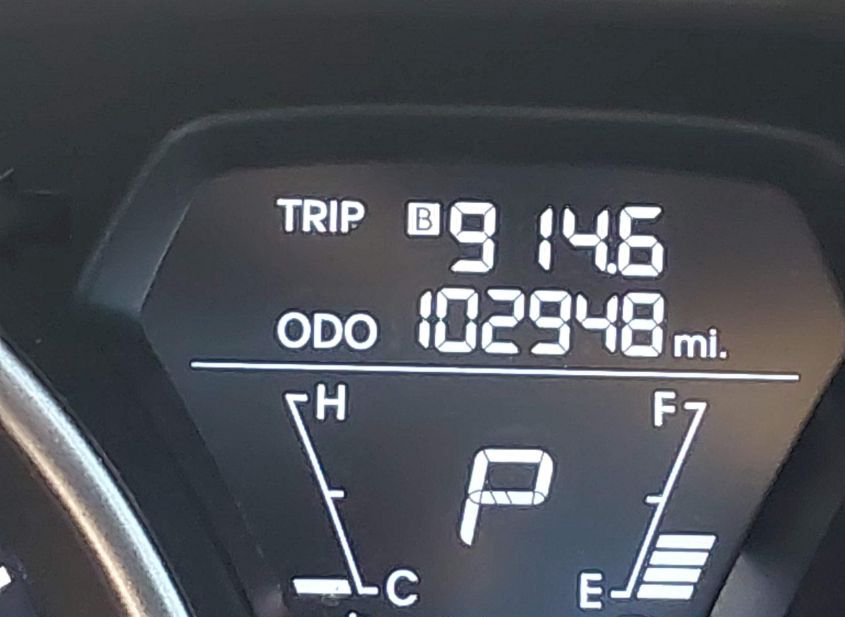 TRIP B 914.6
ODO 102948 mi.
H F
P
C E